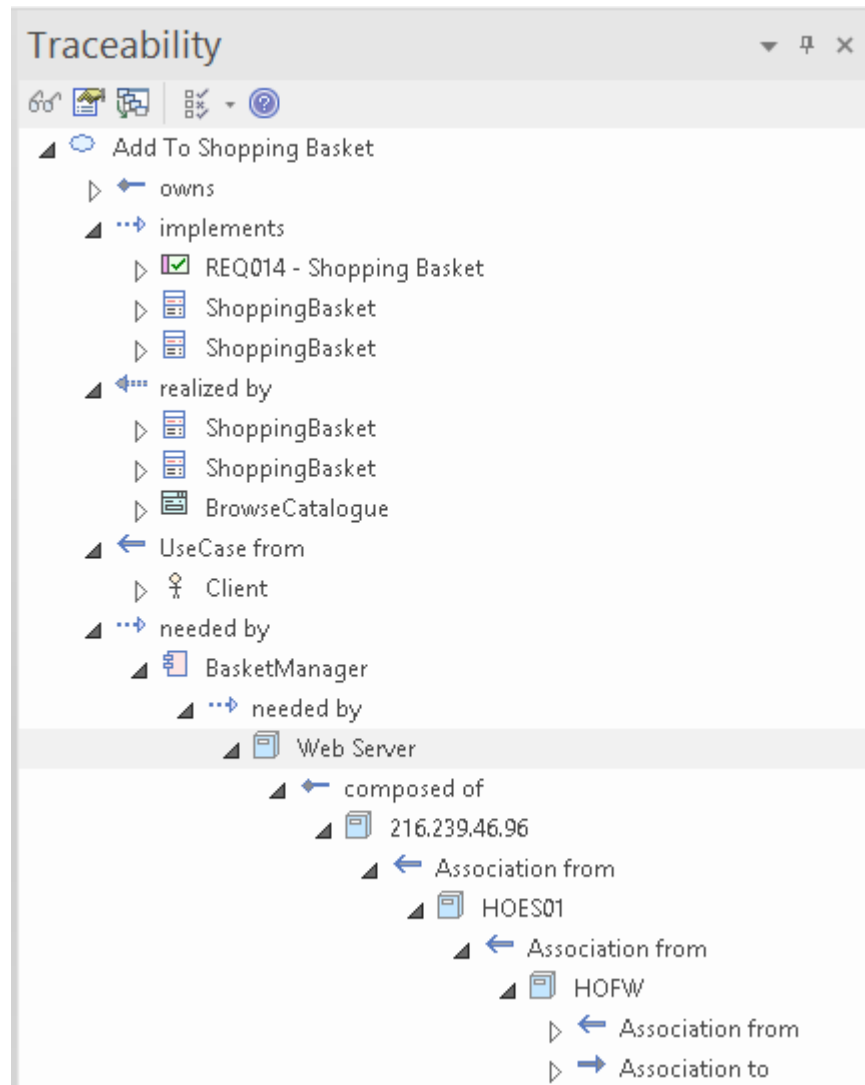 Traceability
Add To Shopping Basket
owns
implements
REQ014 - Shopping Basket
ShoppingBasket
ShoppingBasket
realized by
ShoppingBasket
ShoppingBasket
BrowseCatalogue
UseCase from
Client
needed by
BasketManager
needed by
Web Server
composed of
216.239.46.96
Association from
HOES01
Association from
HOFW
Association from
Association to